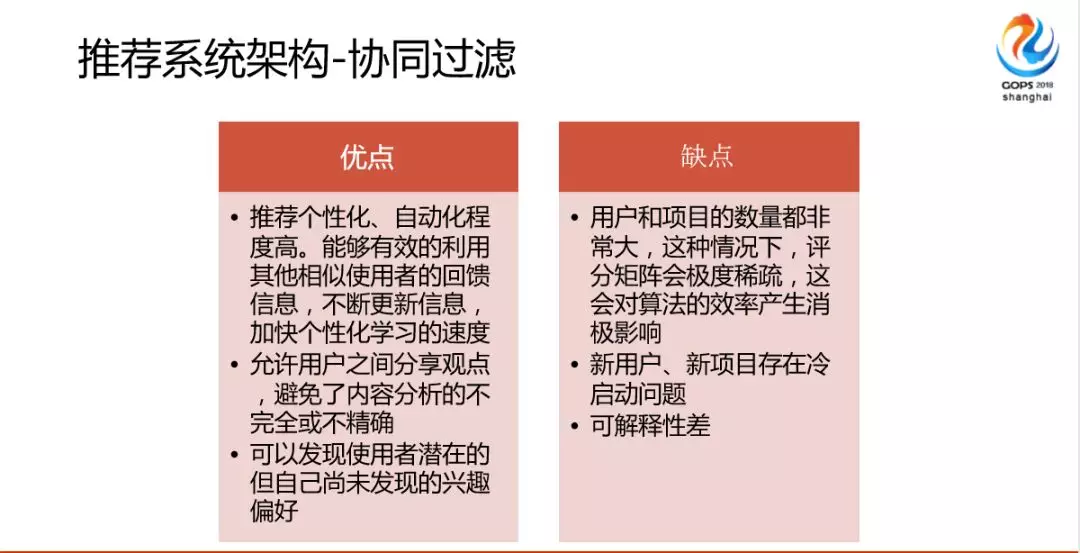 推荐系统架构-协同过滤
GOPS 2018
shanghai
优点
• 推荐个性化、自动化程
度高。能够有效的利用
其他相似使用者的回馈
信息，不断更新信息，
加快个性化学习的速度
• 允许用户之间分享观点
，避免了内容分析的不
完全或不精确
• 可以发现使用者潜在的
但自己尚未发现的兴趣
偏好
缺点
• 用户和项目的数量都非
常大，这种情况下，评
分矩阵会极度稀疏，这
会对算法的效率产生消
极影响
• 新用户、新项目存在冷
启动问题
• 可解释性差